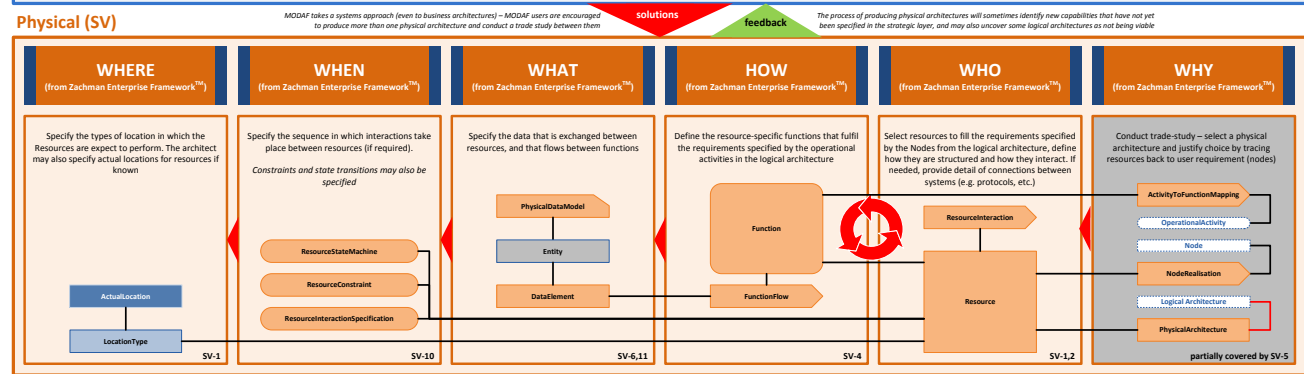 Physical (SV)
MODAF takes a systems approach (even to business architectures) – MODAF users are encouraged
to produce more than one physical architecture and conduct a trade study between them
solutions
feedback
The process of producing physical architectures will sometimes identify new capabilities that have not yet
been specified in the strategic layer, and may also uncover some logical architectures as not being viable
WHERE
(from Zachman Enterprise Framework™)
WHEN
(from Zachman Enterprise Framework™)
WHAT
(from Zachman Enterprise Framework™)
HOW
(from Zachman Enterprise Framework™)
WHO
(from Zachman Enterprise Framework™)
WHY
(from Zachman Enterprise Framework™)
Specify the types of location in which the
Resources are expect to perform. The architect
may also specify actual locations for resources if
known
ActualLocation
LocationType
SV-1
Specify the sequence in which interactions take
place between resources (if required).
Constraints and state transitions may also be
specified
ResourceStateMachine
ResourceConstraint
ResourceInteractionSpecification
SV-10
Specify the data that is exchanged between
resources, and that flows between functions
PhysicalDataModel
Entity
DataElement
SV-6,11
Define the resource-specific functions that fulfil
the requirements specified by the operational
activities in the logical architecture
Function
FunctionFlow
SV-4
Select resources to fill the requirements specified
by the Nodes from the logical architecture, define
how they are structured and how they interact. If
needed, provide detail of connections between
systems (e.g. protocols, etc.)
ResourceInteraction
Resource
SV-1,2
Conduct trade-study – select a physical
architecture and justify choice by tracing
resources back to user requirement (nodes)
ActivityToFunctionMapping
OperationalActivity
Node
NodeRealisation
Logical Architecture
PhysicalArchitecture
partially covered by SV-5